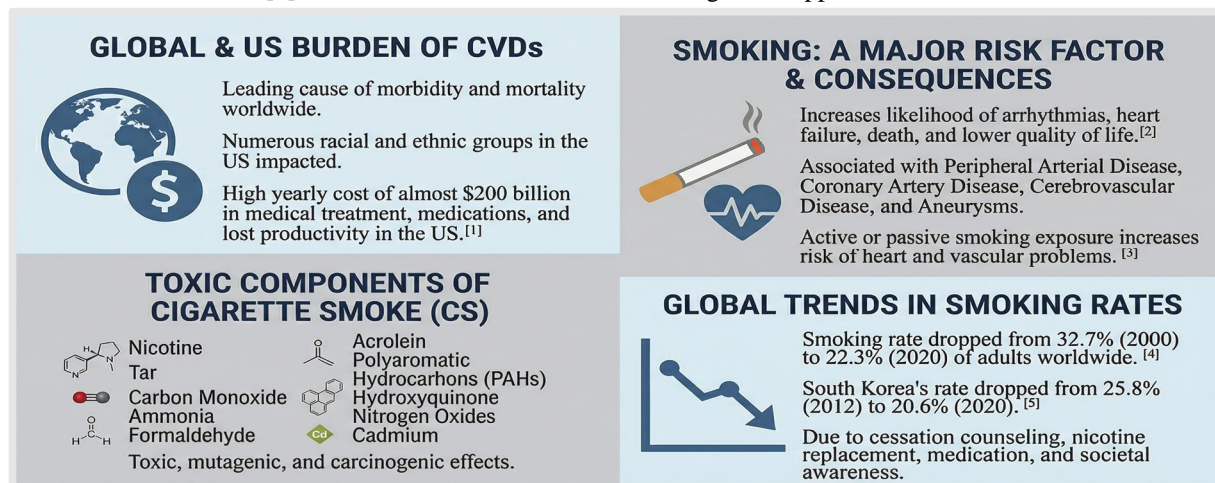 GLOBAL & US BURDEN OF CVDs
Leading cause of morbidity and mortality
worldwide.
Numerous racial and ethnic groups in the
US impacted.
High yearly cost of almost $200 billion
in medical treatment, medications, and
lost productivity in the US.[1]
$
SMOKING: A MAJOR RISK FACTOR
& CONSEQUENCES
Increases likelihood of arrhythmias, heart
failure, death, and lower quality of life.[2]
Associated with Peripheral Arterial Disease,
Coronary Artery Disease, Cerebrovascular
Disease, and Aneurysms.
Active or passive smoking exposure increases
risk of heart and vascular problems. [3]
TOXIC COMPONENTS OF
CIGARETTE SMOKE (CS)
H
N
N
Nicotine
Tar
Carbon Monoxide
Ammonia
O
H H
Formaldehyde
O
Acrolein
Polyaromatic
Hydrocarhons (PAHs)
Hydroxyquinone
Nitrogen Oxides
Cd
Cadmium
Toxic, mutagenic, and carcinogenic effects.
GLOBAL TRENDS IN SMOKING RATES
Smoking rate dropped from 32.7% (2000)
to 22.3% (2020) of adults worldwide. [4]
South Korea's rate dropped from 25.8%
(2012) to 20.6% (2020). [5]
Due to cessation counseling, nicotine
replacement, medication, and societal
awareness.